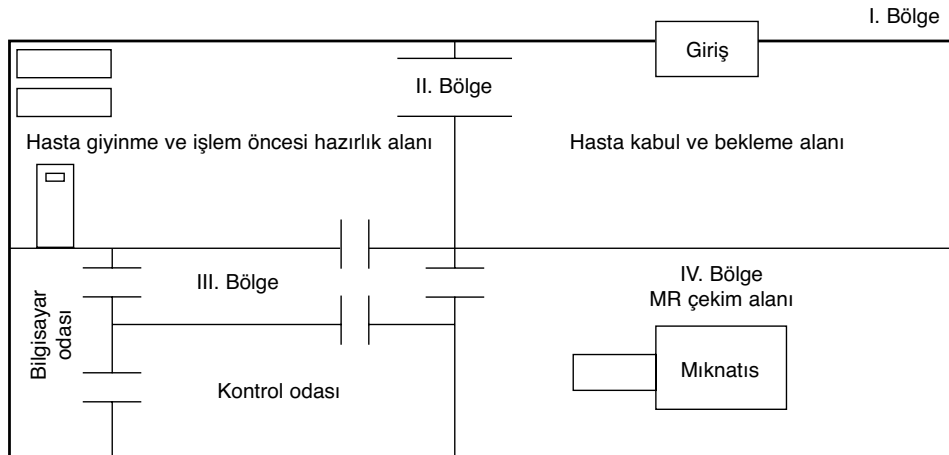 I. Bölge
Giriş
II. Bölge
Hasta giyinme ve işlem öncesi hazırlık alanı
Hasta kabul ve bekleme alanı
III. Bölge
IV. Bölge
MR çekim alanı
Bilgisayar
odası
Mıknatıs
Kontrol odası